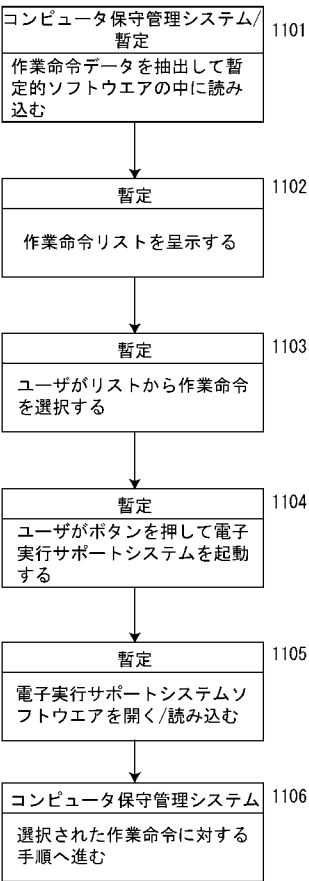 コンピュータ保守管理システム/
暫定
1101
作業命令データを抽出して暫
定的ソフトウエアの中に読み
込む
暫定
1102
作業命令リストを呈示する
暫定
1103
ユーザがリストから作業命令
を選択する
暫定
1104
ユーザがボタンを押して電子
実行サポートシステムを起動
する
暫定
1105
電子実行サポートシステムソ
フトウエアを開く/読み込む
コンピュータ保守管理システム
1106
選択された作業命令に対する
手順へ進む